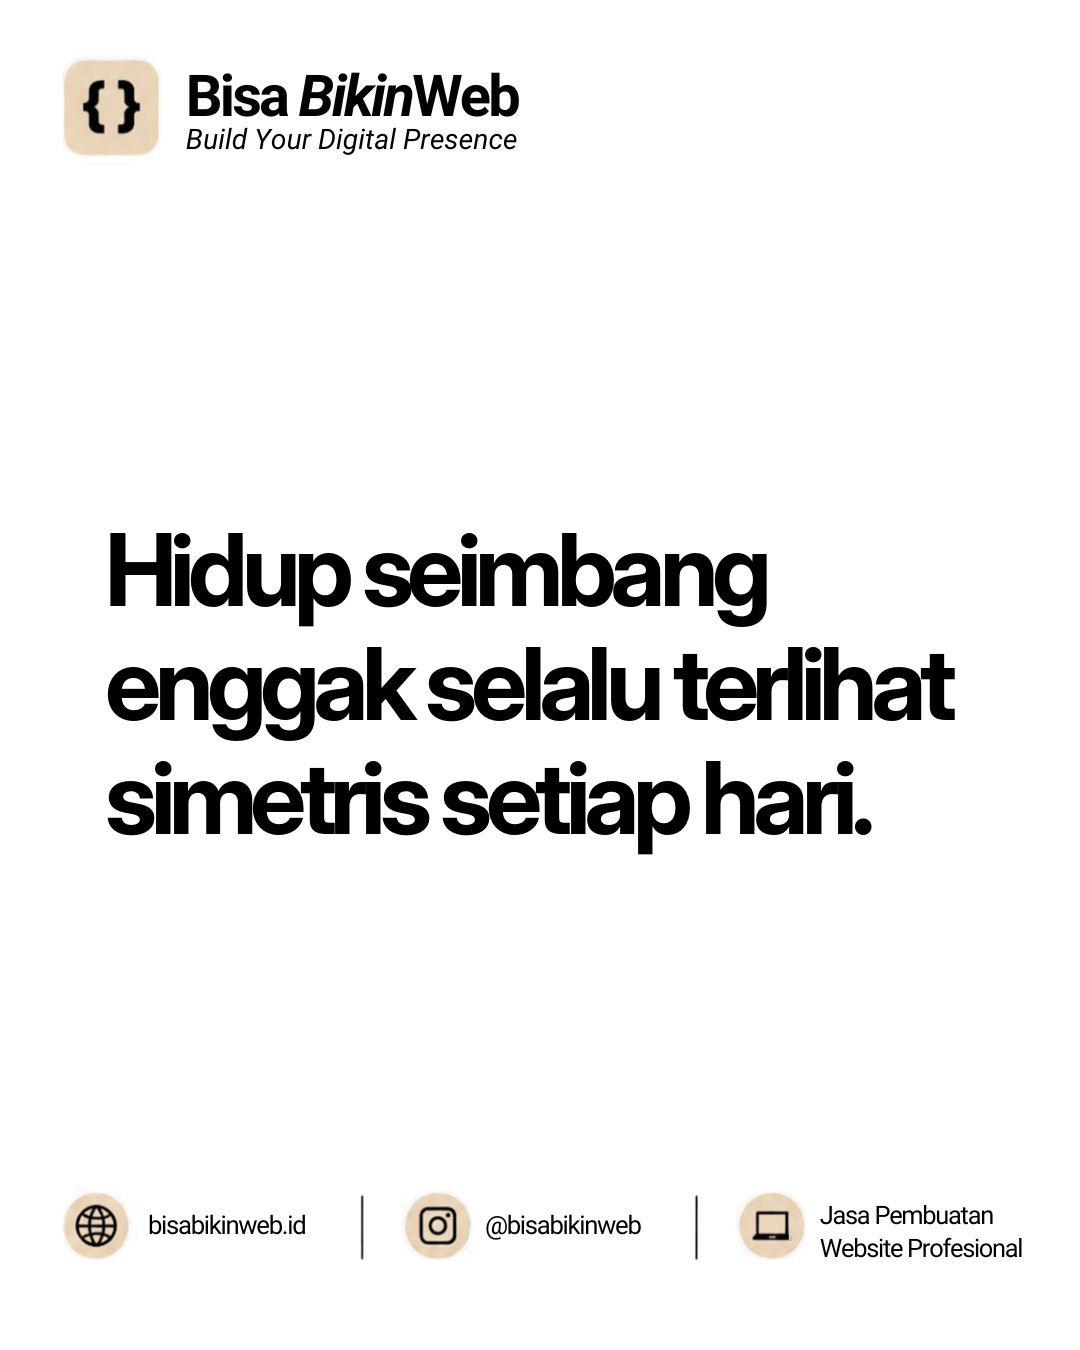 { }
Bisa BikinWeb
Build Your Digital Presence
Hidup seimbang
enggak selalu terlihat
simetris setiap hari.
bisabikinweb.id
@bisabikinweb
Jasa Pembuatan
Website Profesional